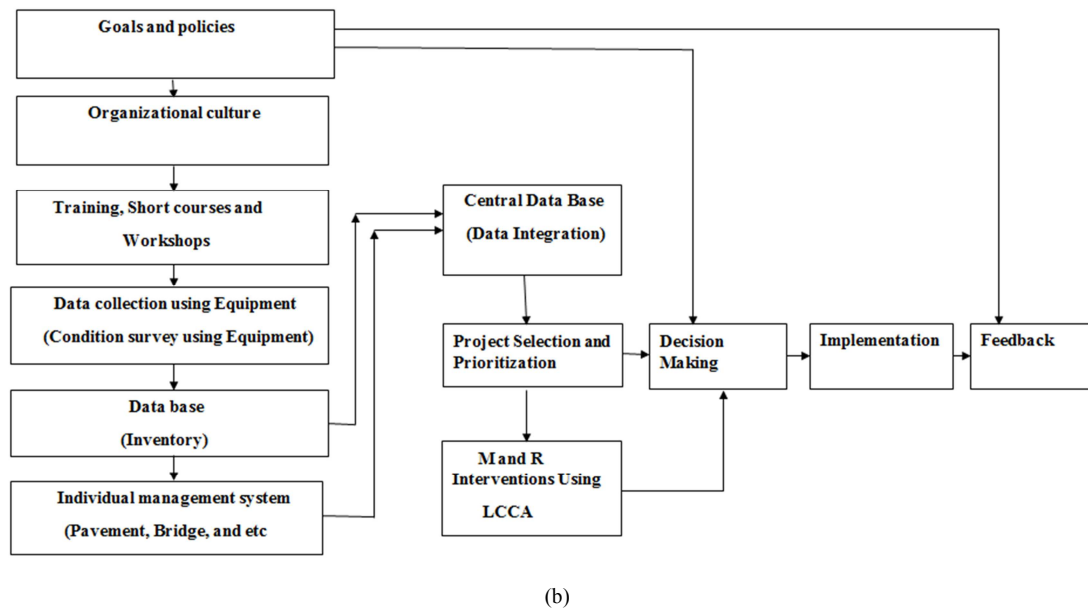 Goals and policies
Organizational culture
Training, Short courses and
Workshops
Data collection using Equipment
(Condition survey using Equipment)
Data base
(Inventory)
Individual management system
(Pavement, Bridge, and etc
Central Data Base
(Data Integration)
Project Selection and
Prioritization
M and R
Interventions Using
LCCA
Decision
Making
Implementation
Feedback
(b)